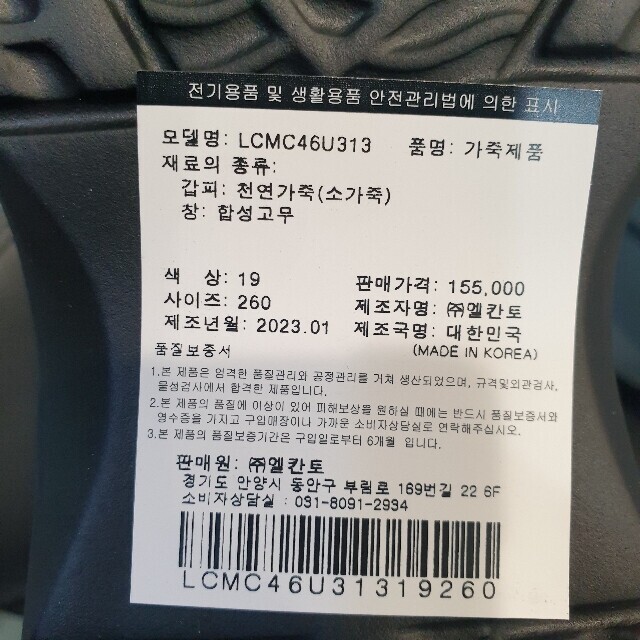 전기용품 및 생활용품 안전관리법에 의한 표시
모델명: LCMC46U313 품명: 가죽제품
재료의 종류:
갑피: 천연가죽(소가죽)
창: 합성고무
색 상: 19 판매가격: 155,000
사이즈: 260 제조자명: ㈜엘칸토
제조년월: 2023.01 제조국명: 대한민국
품질보증서 (MADE IN KOREA)
1.본 제품은 엄격한 품질관리와 공정관리를 거쳐 생산되었으며, 규격및외관검사,
물성검사에서 합격한 제품입니다.
2.본 제품의 품질에 이상이 있어 피해보상을 원하실 때에는 반드시 품질보증서와
영수증을 가지고 구입매장이나 가까운 소비자상담실로 연락해주십시오.
3.본 제품의 품질보증기간은 구입일로부터 6개월 입니다.
판매원: ㈜엘칸토
경기도 안양시 동안구 부림로 169번길 22 6F
소비자상담실 : 031-8091-2934
LCMC46U31319260